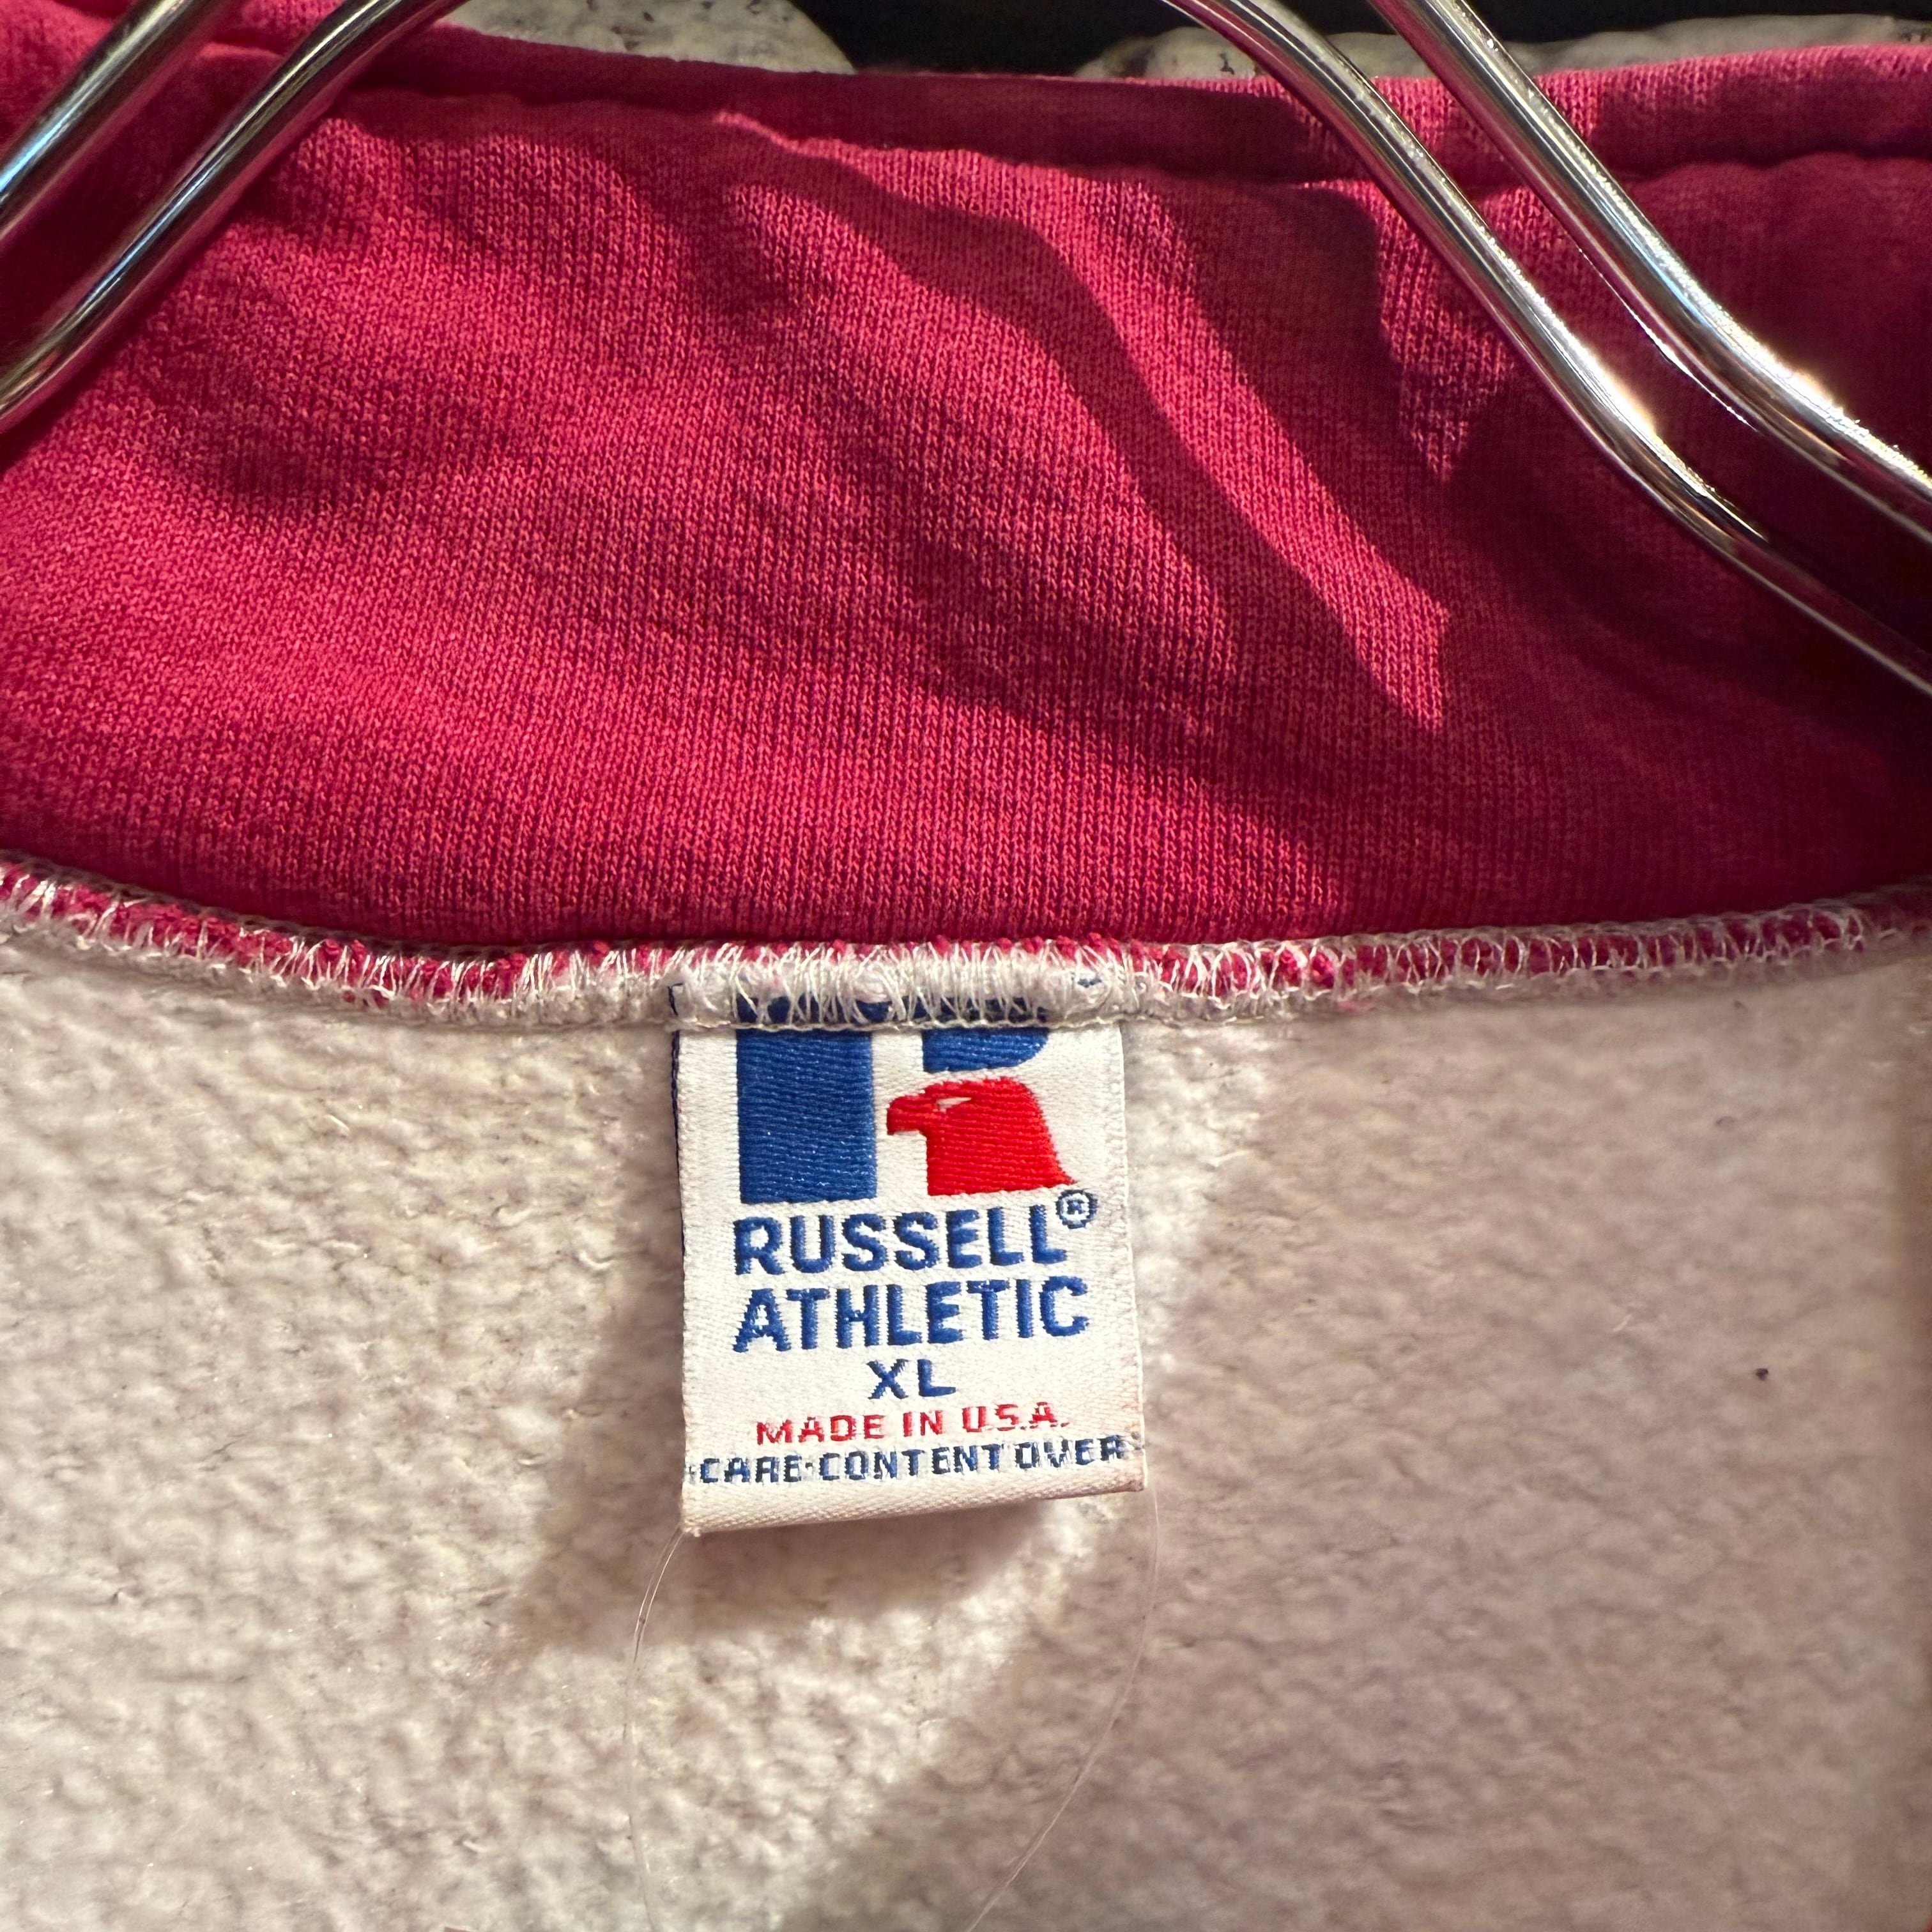 RUSSELL®
ATHLETIC
XL
MADE IN U.S.A.
CARE·CONTENT OVER